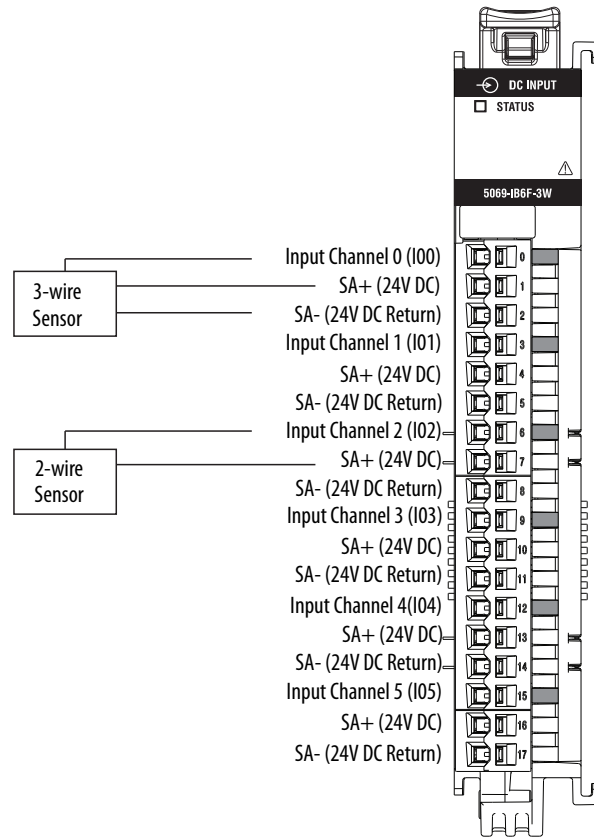 DC INPUT
STATUS
5069-IB6F-3W
Input Channel 0 (I00)
0
SA+ (24V DC)
1
3-wire
Sensor
SA- (24V DC Return)
2
Input Channel 1 (I01)
3
SA+ (24V DC)
4
SA- (24V DC Return)
5
Input Channel 2 (I02)
6
2-wire
Sensor
SA+ (24V DC)
7
SA- (24V DC Return)
8
Input Channel 3 (I03)
9
SA+ (24V DC)
10
SA- (24V DC Return)
11
Input Channel 4(I04)
12
SA+ (24V DC)
13
SA- (24V DC Return)
14
Input Channel 5 (I05)
15
SA+ (24V DC)
16
SA- (24V DC Return)
17